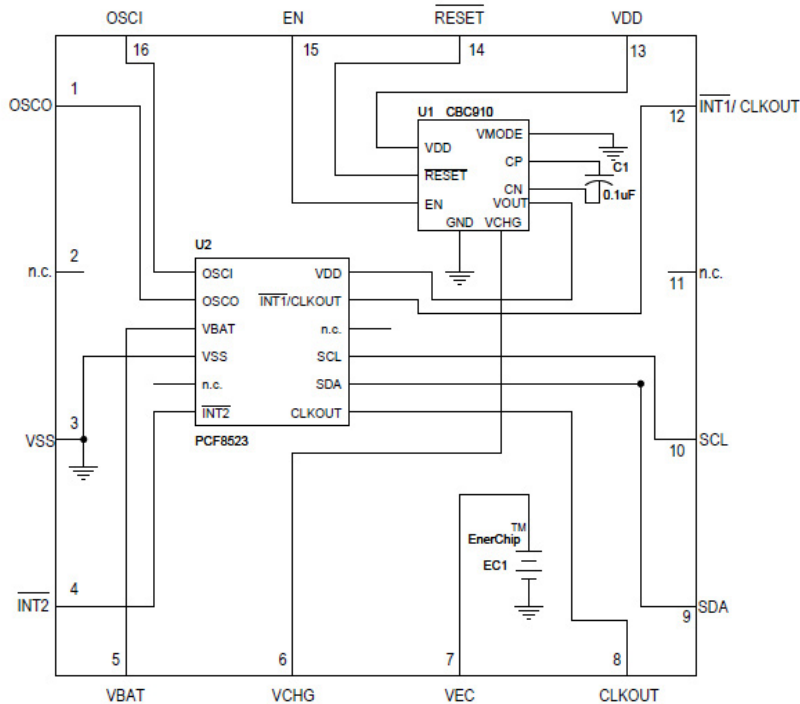 OSCI EN RESET VDD
16 15 14 13
1
OSCO
12 INT1/ CLKOUT
U1 CBC910
VMODE
VDD
CP C1
RESET
CN
0.1uF
EN VOUT
GND VCHG
U2
2
n.c.
OSCI VDD
11 n.c.
OSCO INT1/CLKOUT
VBAT n.c.
VSS SCL
n.c. SDA
INT2 CLKOUT
PCF8523
3
VSS
10 SCL
EnerChip TM
EC1
4
INT2
9 SDA
5 6 7 8
VBAT VCHG VEC CLKOUT